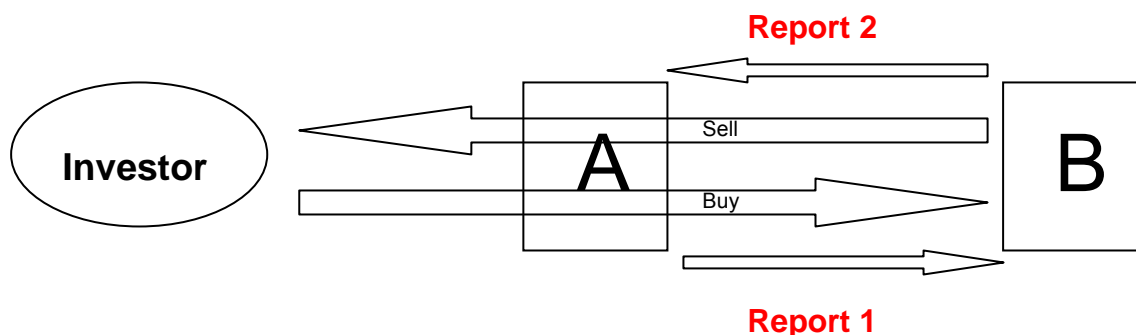 Report 2
Sell
Investor
A
B
Buy
Report 1